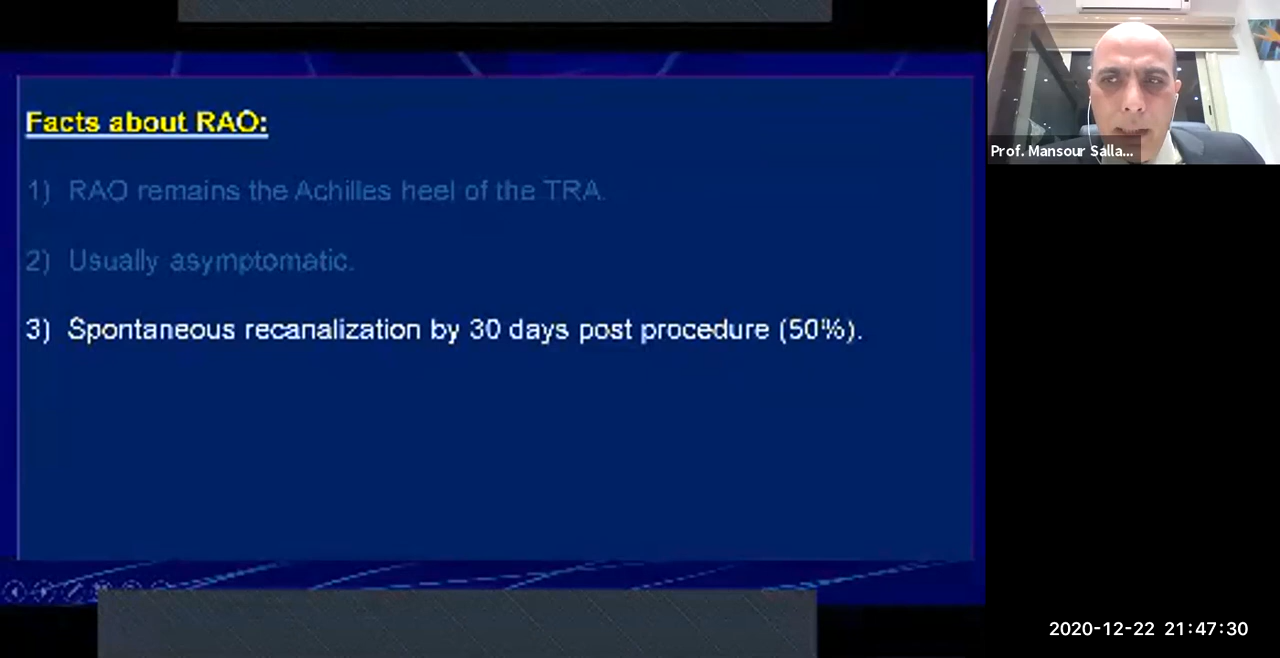 Facts about RAO:
1) RAO remains the Achilles heel of the TRA.
2) Usually asymptomatic.
3) Spontaneous recanalization by 30 days post procedure (50%).
Prof. Mansour Salla...
2020-12-22 21:47:30